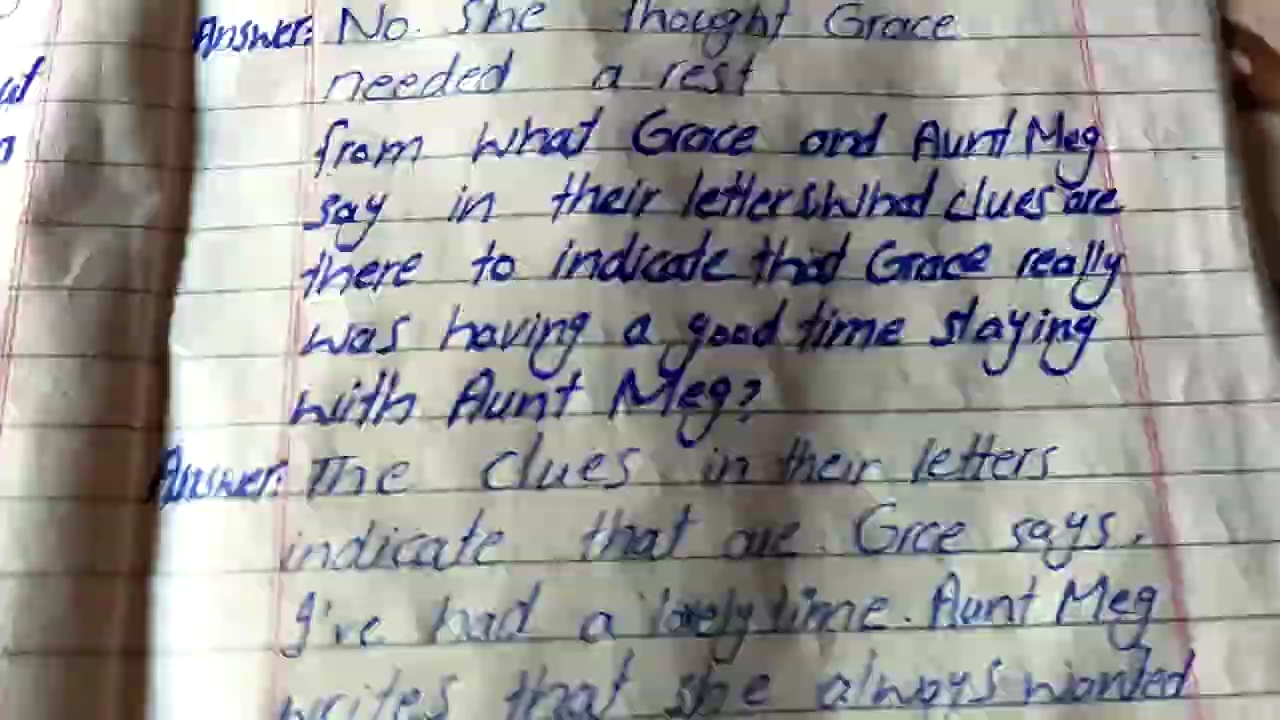 Answer: No. She thought Grace
needed a rest
from what Grace and Aunt Meg
say in their letters what clues are
there to indicate that Grace really
was having a good time staying
with Aunt Meg?
Answer: The clues in their letters
indicate that are. Grce says.
I've had a lovely time. Aunt Meg
writes that she always wanted